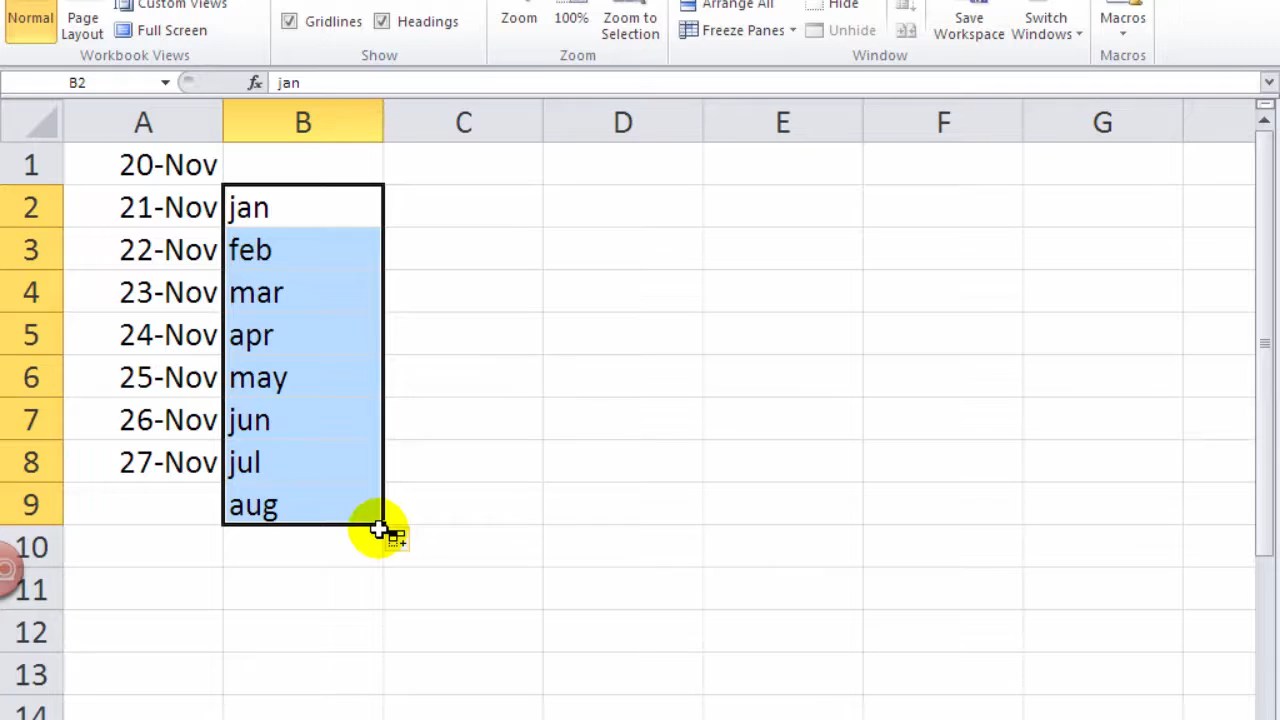 Custom Views
Arrange All
Hide
Normal
Page Layout
Full Screen
Gridlines
Headings
Zoom
100%
Zoom to Selection
Freeze Panes
Unhide
Save Workspace
Switch Windows
Macros
Workbook Views
Show
Zoom
Window
Macros
B2
fx
jan
A B C D E F G
1 20-Nov
2 21-Nov jan
3 22-Nov feb
4 23-Nov mar
5 24-Nov apr
6 25-Nov may
7 26-Nov jun
8 27-Nov jul
9 aug
10
11
12
13
14